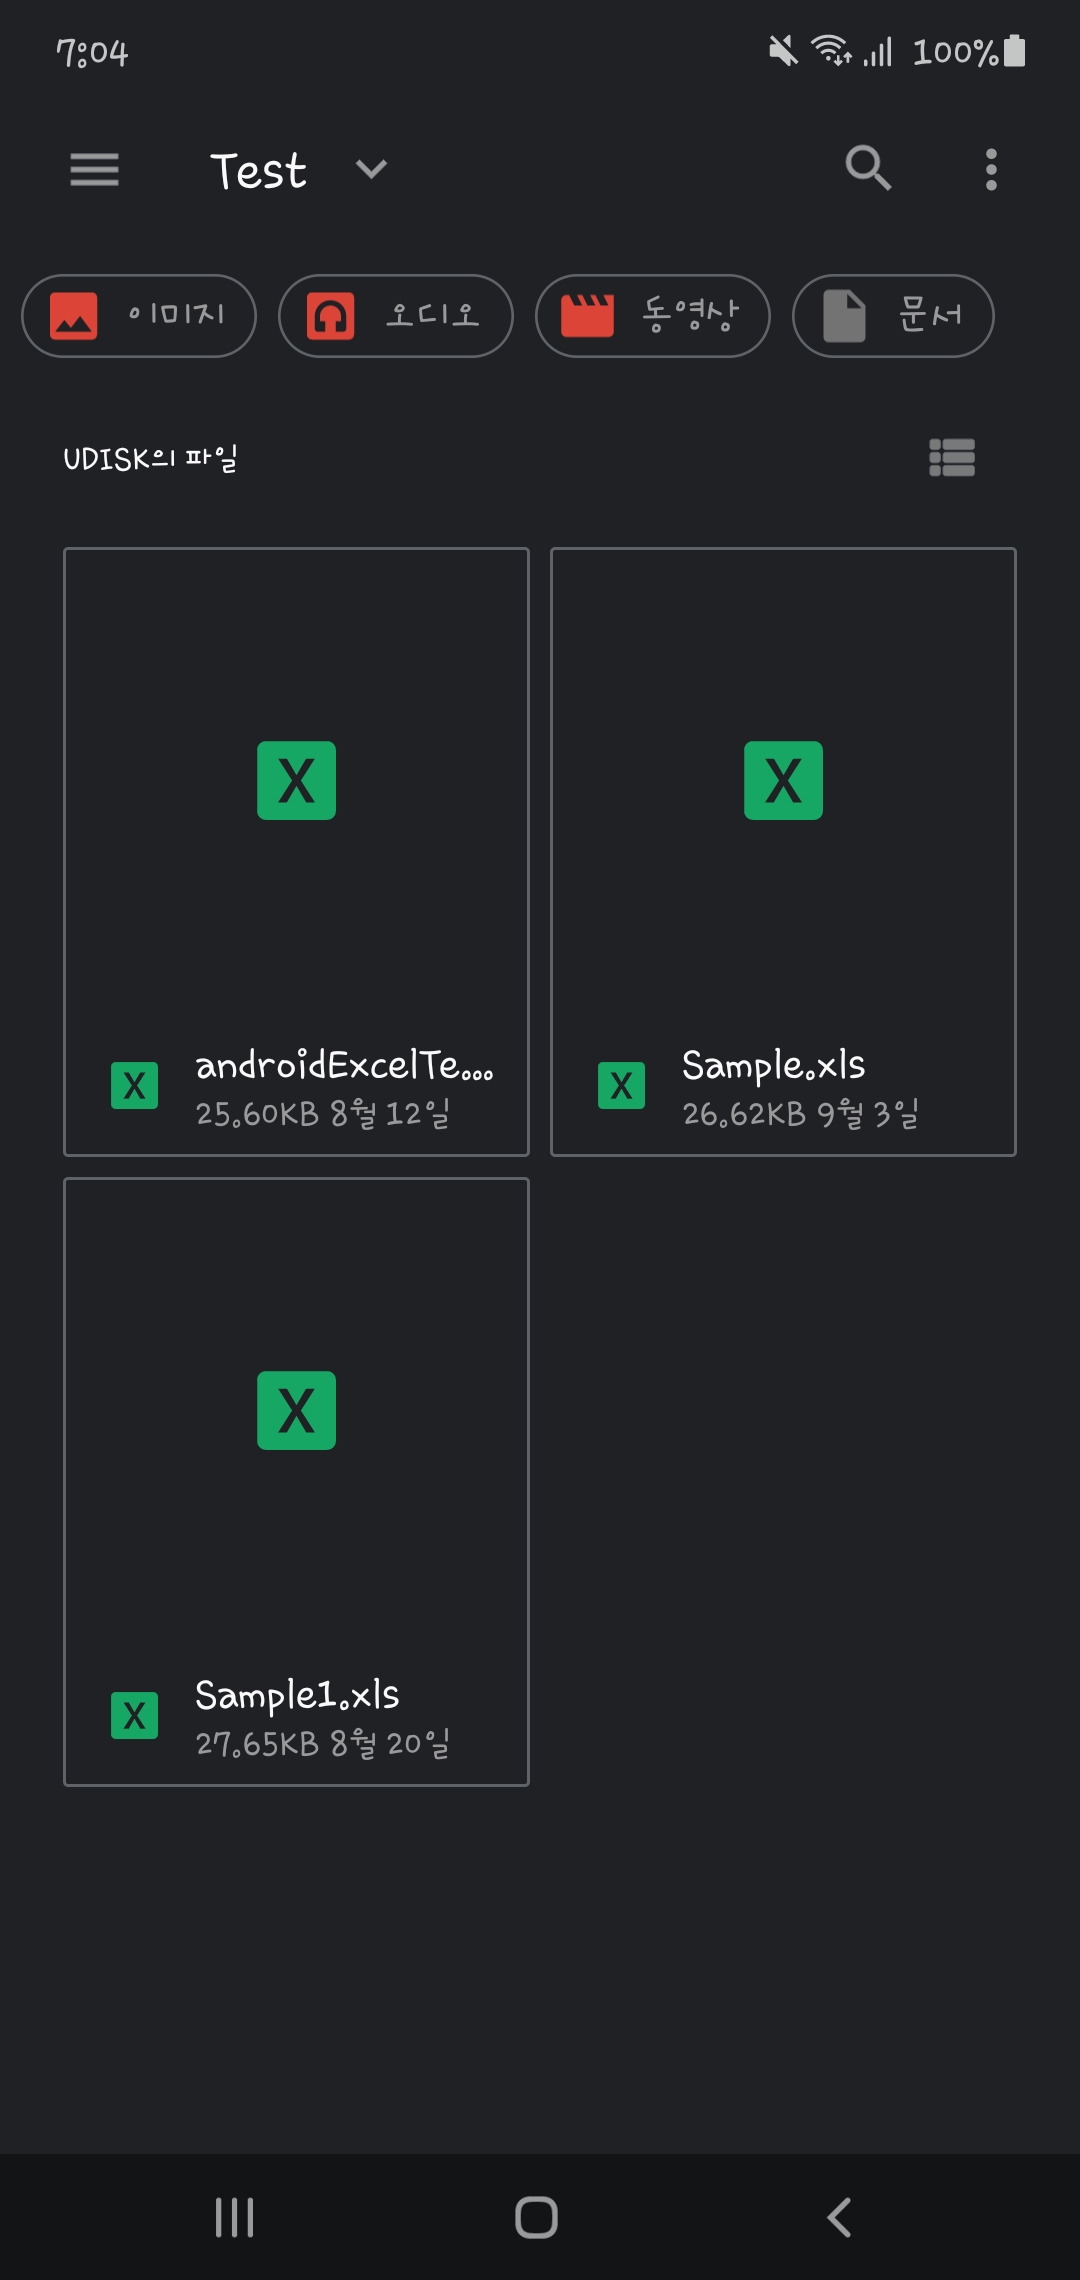 7:04
100%
Test
이미지
오디오
동영상
문서
UDISK의 파일
X
X
androidExcelTe...
25.60KB 8월 12일
Sample.xls
26.62KB 9월 3일
X
X
X
Sample1.xls
27.65KB 8월 20일
X